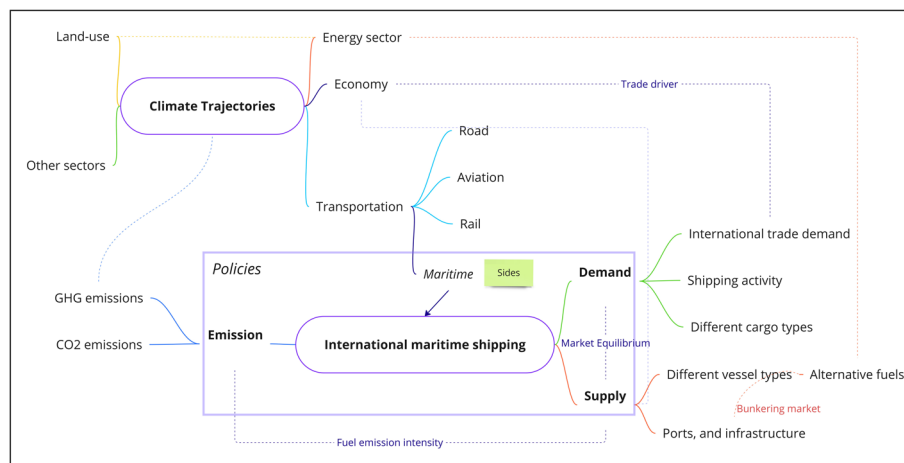 Land-use
Energy sector
Economy
Trade driver
Climate Trajectories
Road
Other sectors
Aviation
Transportation
Rail
International trade demand
Policies
Maritime
Sides
Demand
Shipping activity
GHG emissions
Different cargo types
Emission
CO2 emissions
International maritime shipping
Market Equilibrium
Different vessel types
Alternative fuels
Supply
Bunkering market
Ports, and infrastructure
Fuel emission intensity